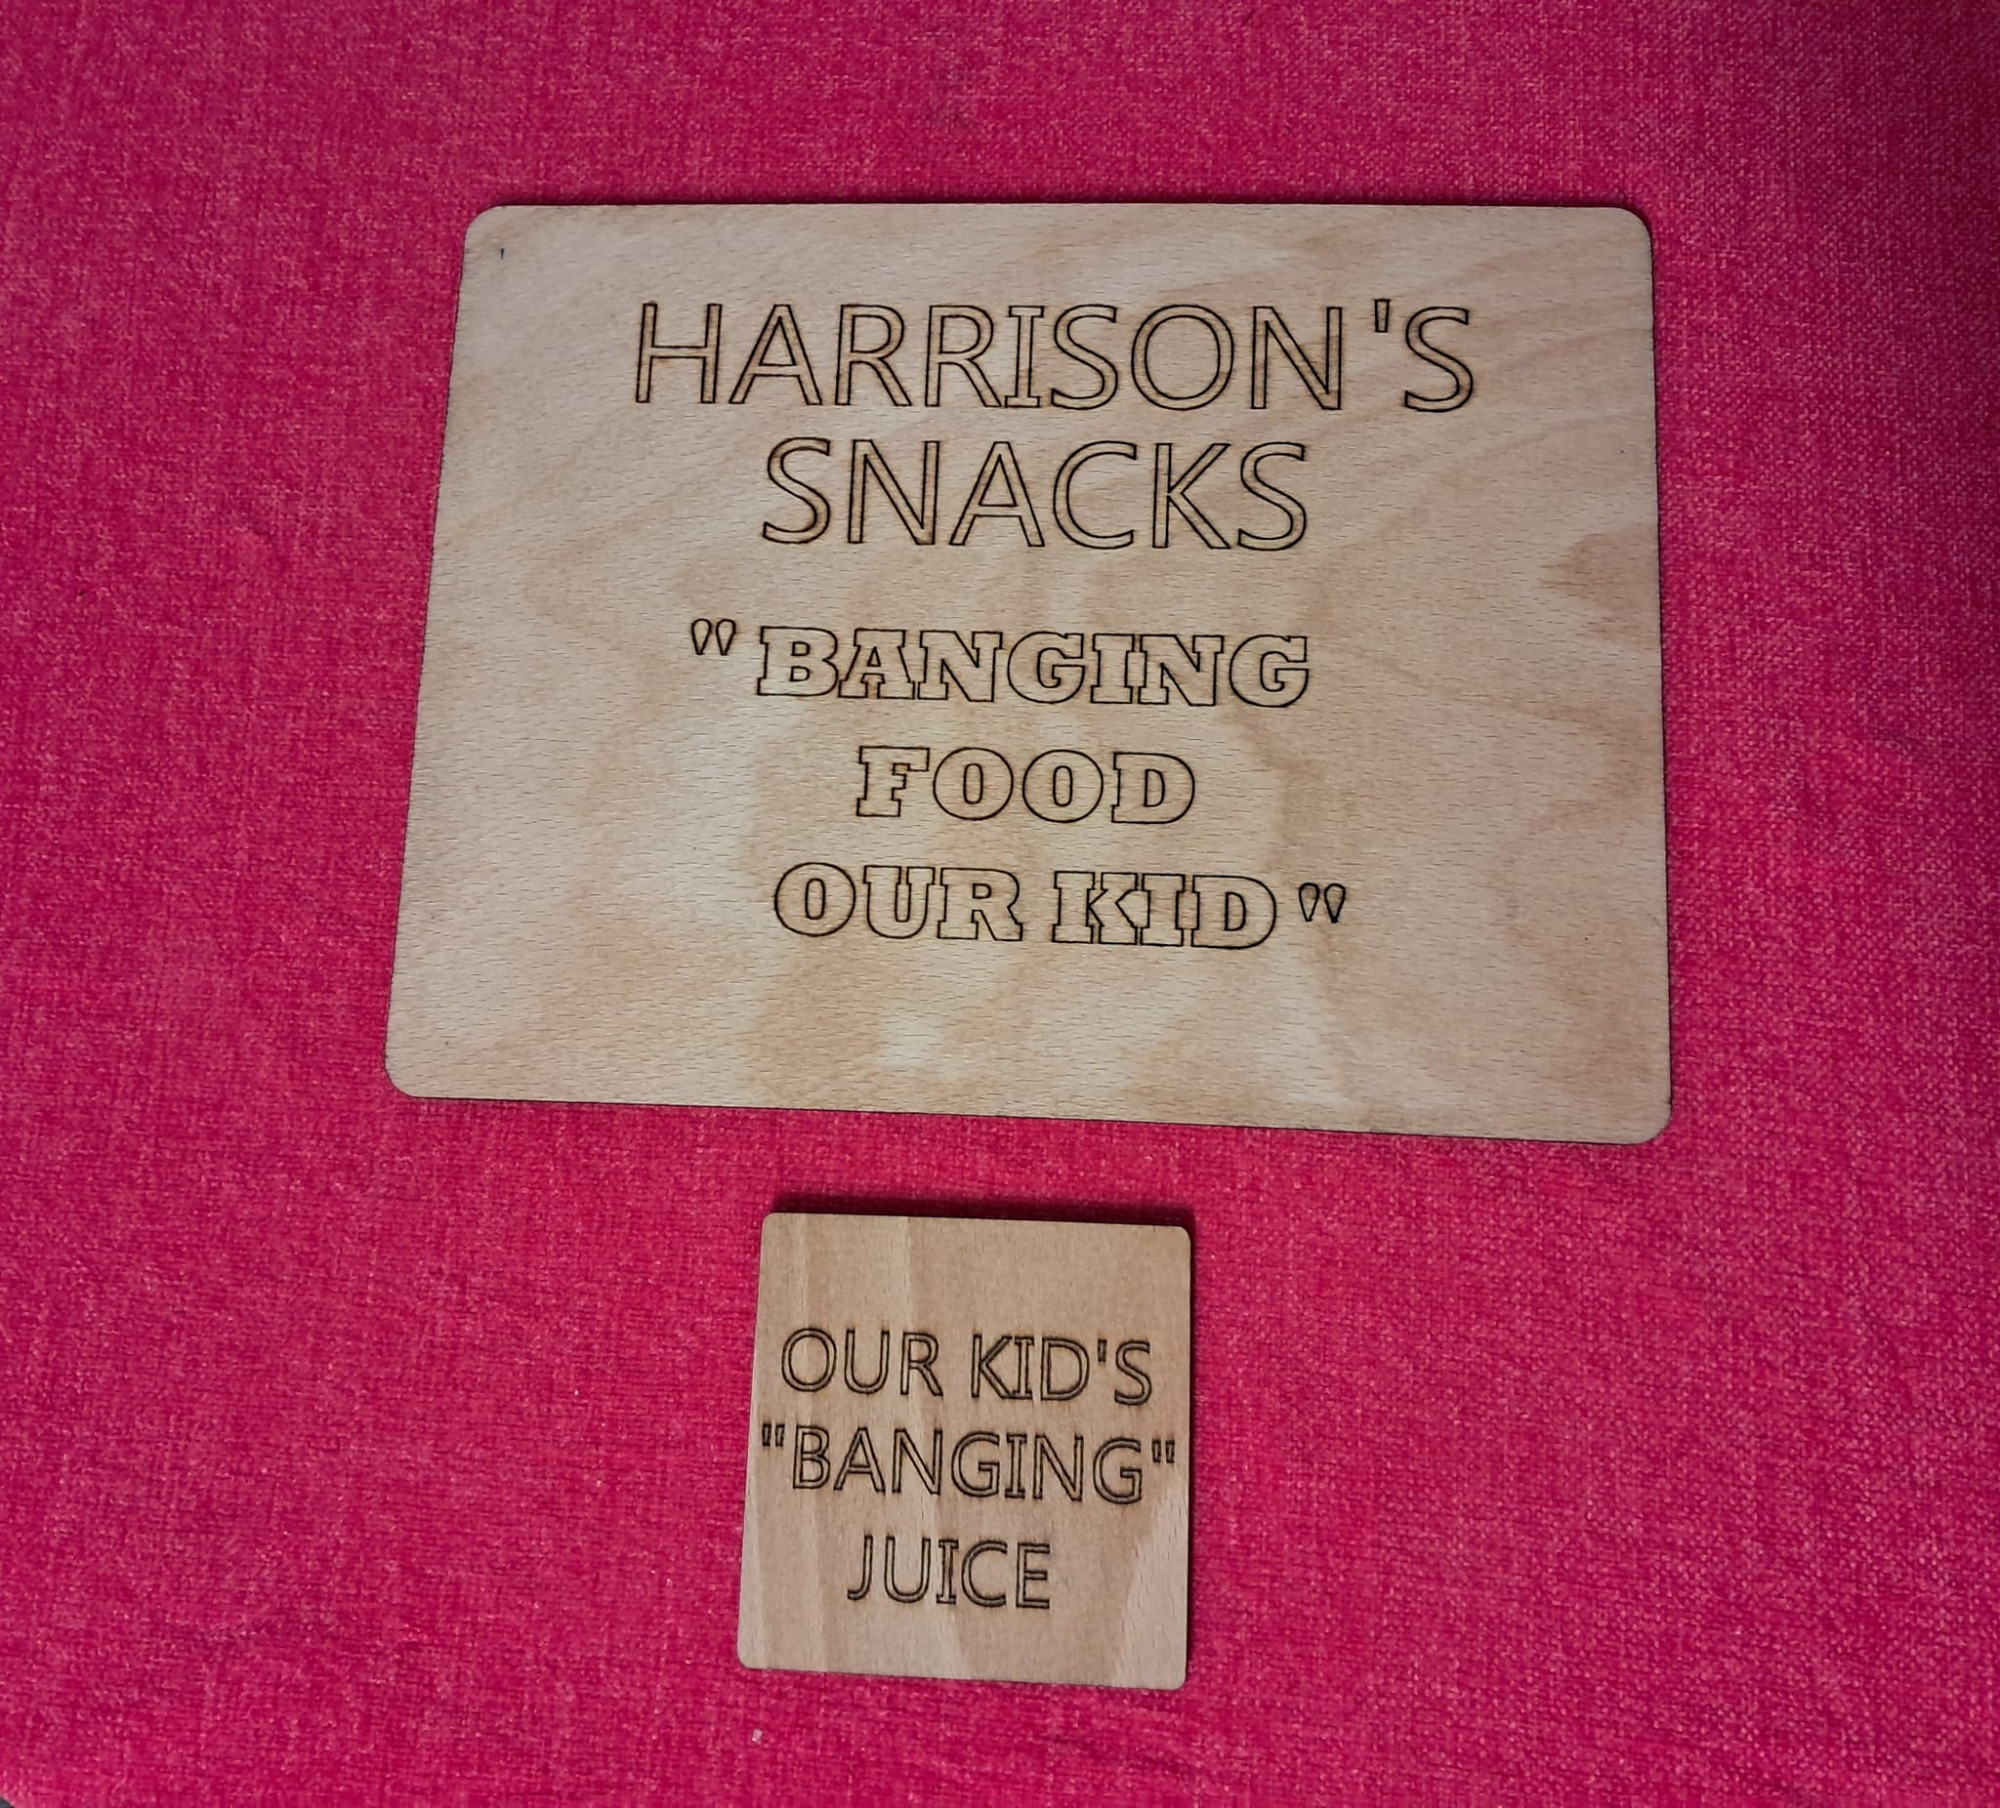 HARRISON'S
SNACKS
"BANGING
FOOD
OUR KID"
OUR KID'S
"BANGING"
JUICE